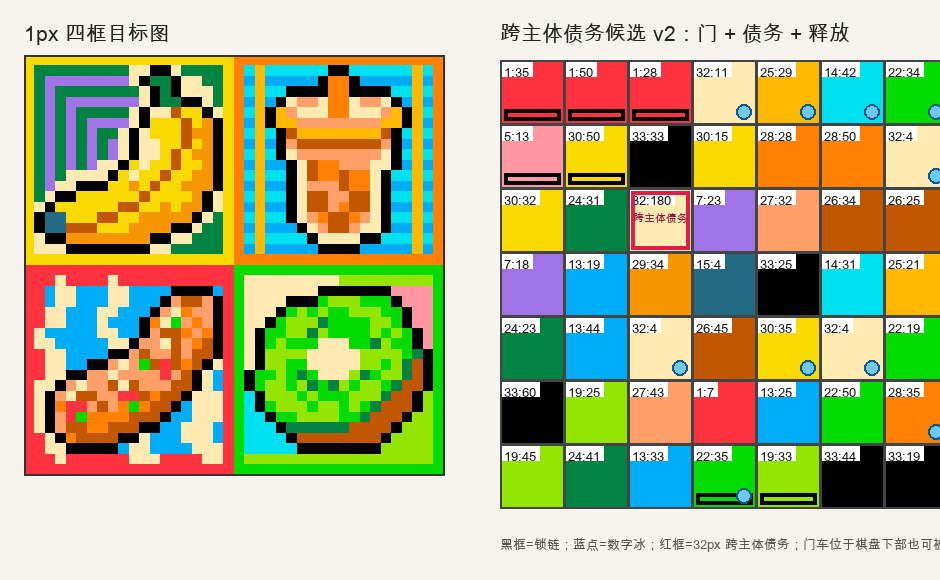 1px 四框目标图
跨主体债务候选 v2：门 + 债务 + 释放
1:35 1:50 1:28 32:11 25:29 14:42 22:34
5:13 30:50 33:33 30:15 28:28 28:50 32:4
30:32 24:31 32:180 7:23 27:32 26:34 26:25
跨主体债务
7:18 13:19 29:34 15:4 33:25 14:31 25:21
24:23 13:44 32:4 26:45 30:35 32:4 22:19
33:60 19:25 27:43 1:7 13:25 22:50 28:35
19:45 24:41 13:33 22:35 19:33 33:44 33:19
黑框=锁链；蓝点=数字冰；红框=32px 跨主体债务；门车位于棋盘下部也可被